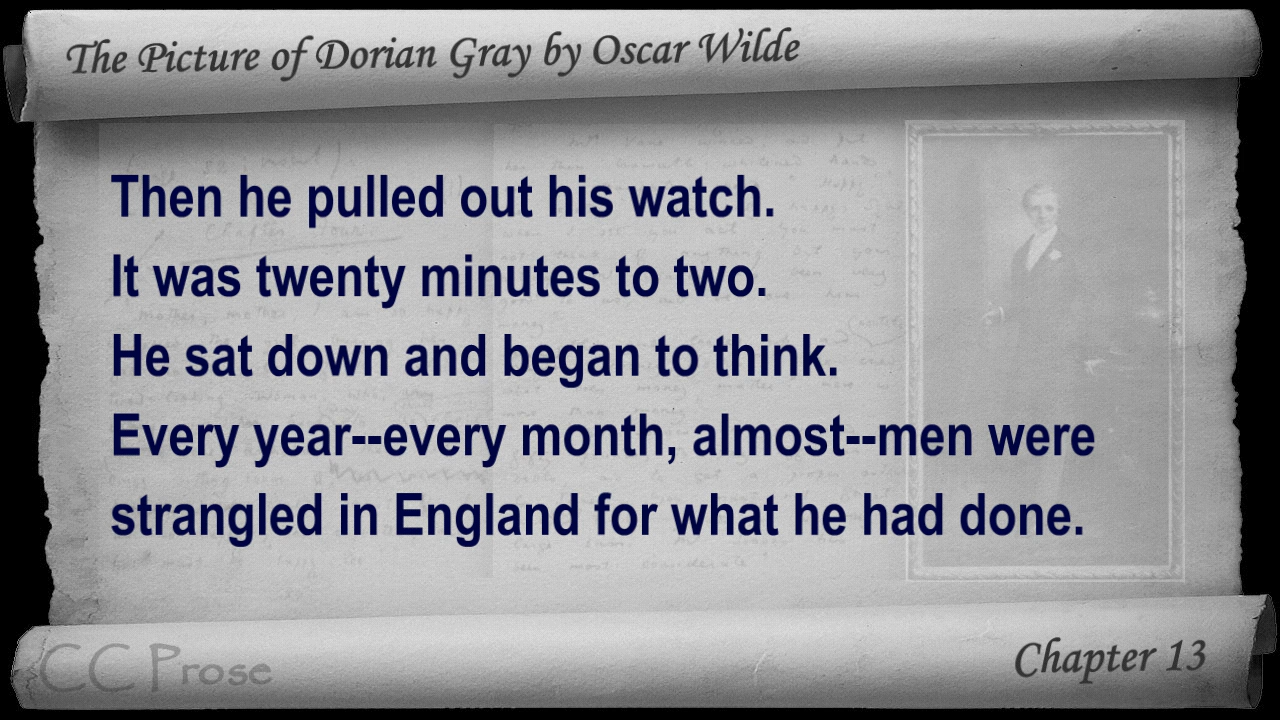 The Picture of Dorian Gray by Oscar Wilde
Then he pulled out his watch.
It was twenty minutes to two.
He sat down and began to think.
Every year--every month, almost--men were
strangled in England for what he had done.
CC Prose
Chapter 13